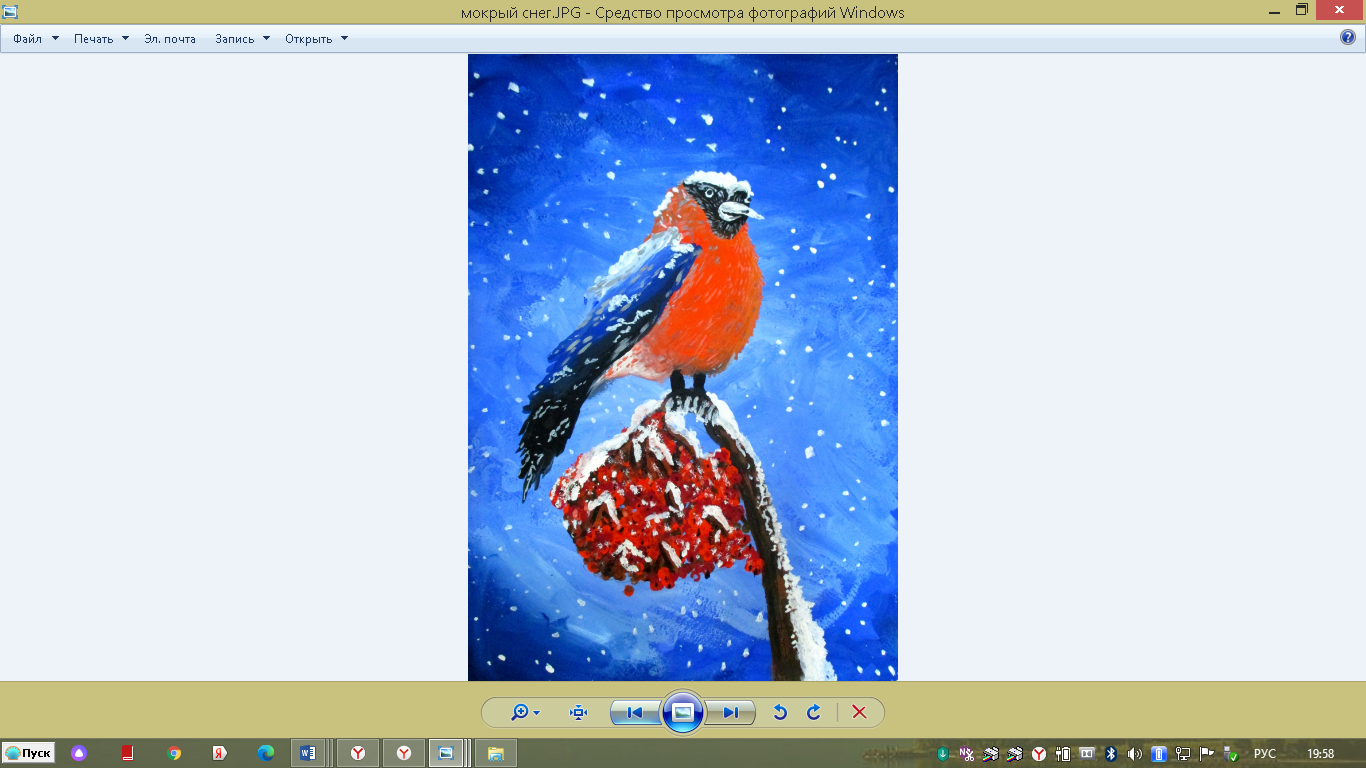 мокрый снег.JPG - Средство просмотра фотографий Windows
Файл Печать Эл. почта Запись Открыть
Пуск
РУС 19:58